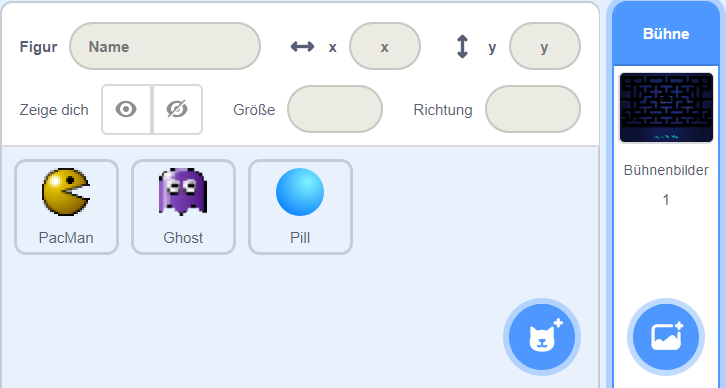 Figur Name x x y y
Zeige dich Größe Richtung
PacMan Ghost Pill
Bühne
Bühnenbilder
1